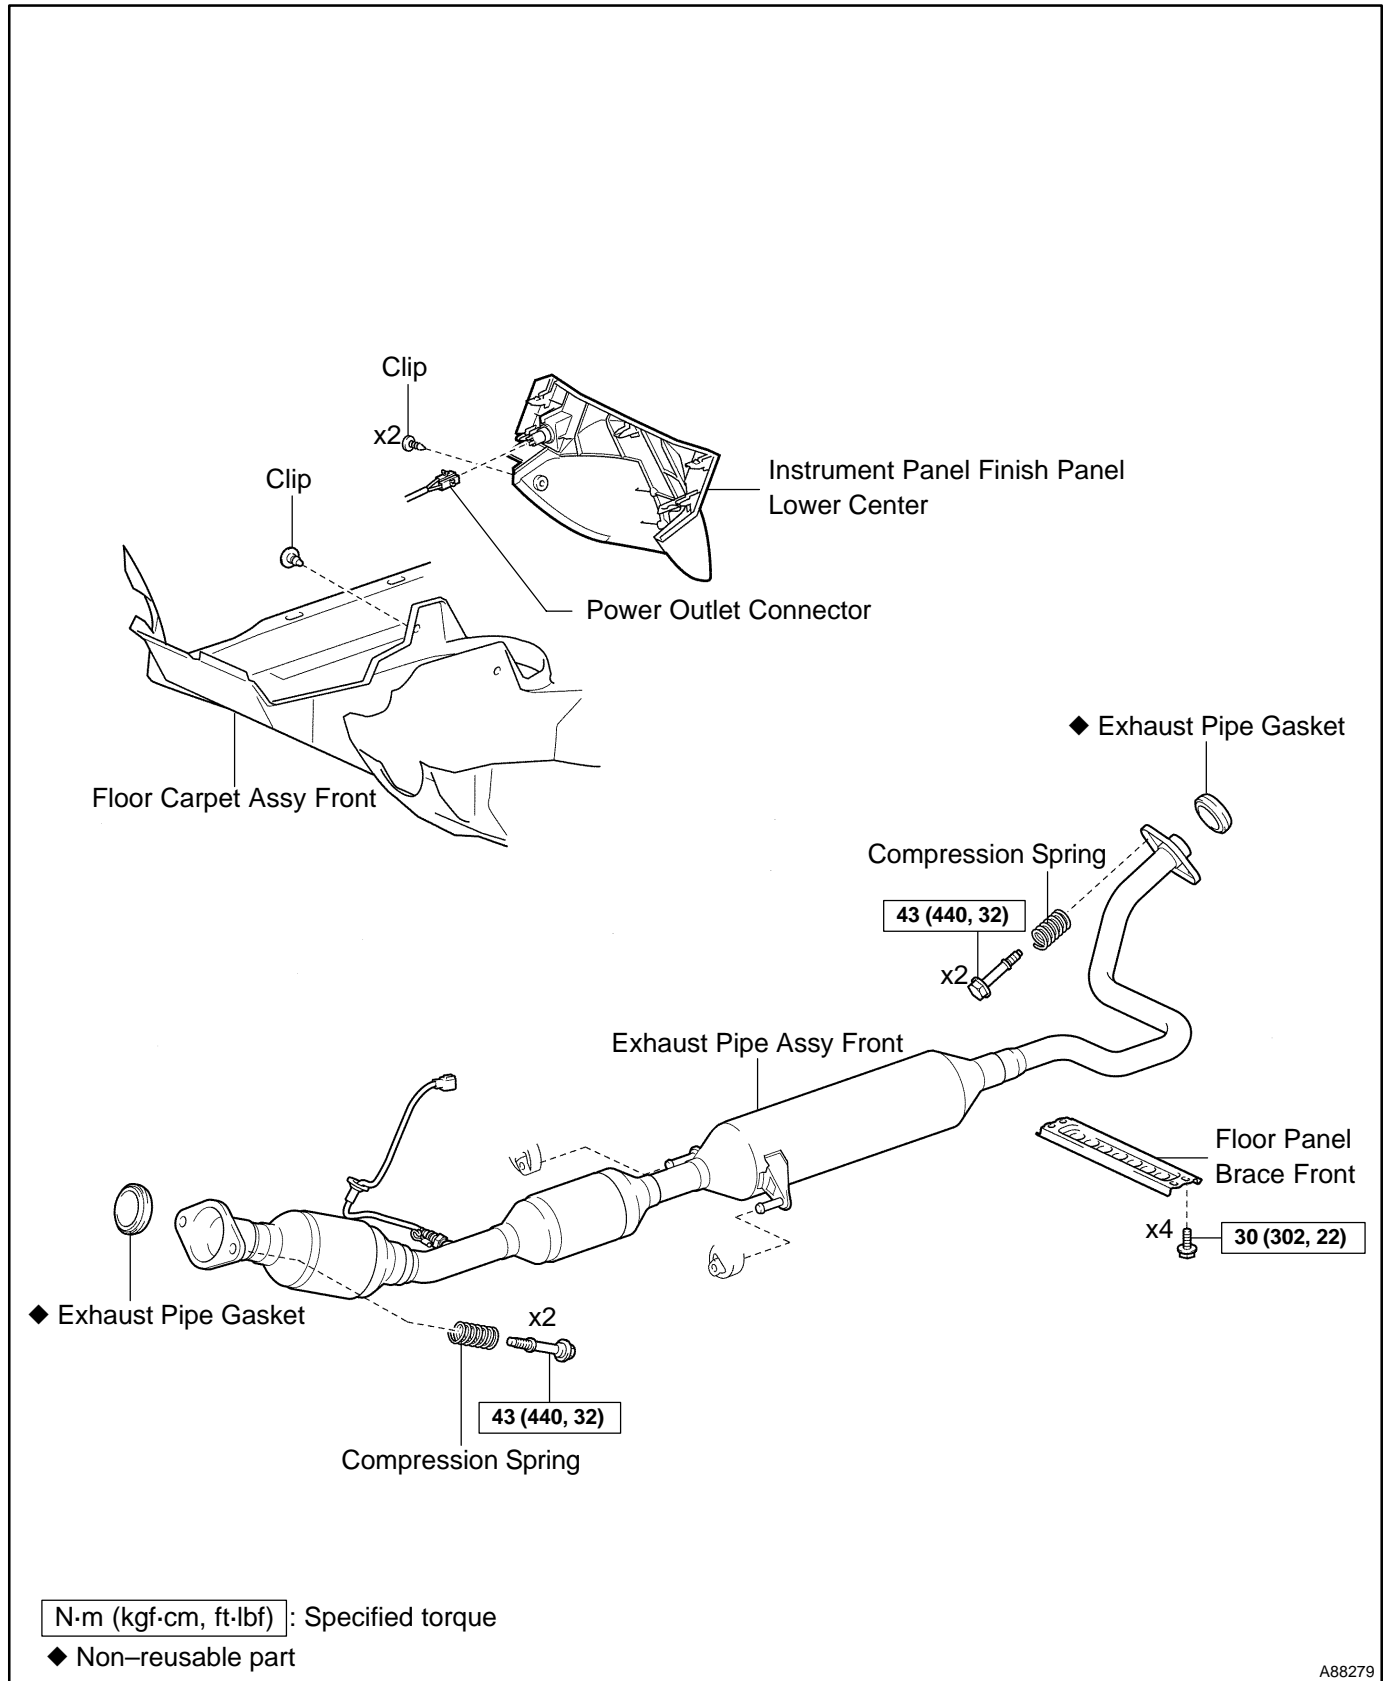 Clip
x2
Clip
Instrument Panel Finish Panel
Lower Center
Power Outlet Connector
Floor Carpet Assy Front
◆ Exhaust Pipe Gasket
Compression Spring
43 (440, 32)
x2
Exhaust Pipe Assy Front
Floor Panel
Brace Front
x4
30 (302, 22)
◆ Exhaust Pipe Gasket
x2
43 (440, 32)
Compression Spring
N·m (kgf·cm, ft·lbf) : Specified torque
◆ Non–reusable part
A88279